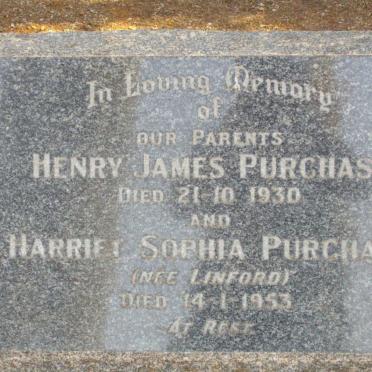 In Loving Memory
of
OUR PARENTS
HENRY JAMES PURCHAS
DIED 21-10 1930
AND
HARRIET SOPHIA PURCHA
(NEE LINFORD)
DIED 14-1-1953
AT REST